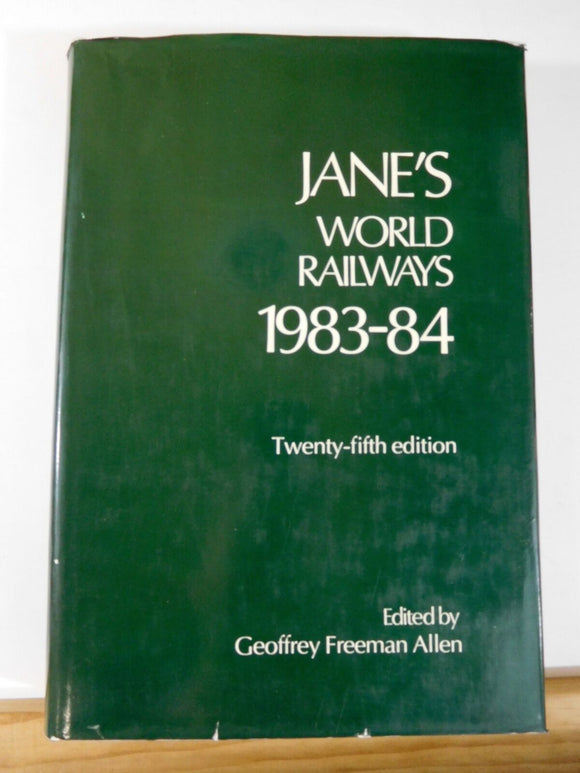 JANE'S
WORLD
RAILWAYS
1983-84
Twenty-fifth edition
Edited by
Geoffrey Freeman Allen